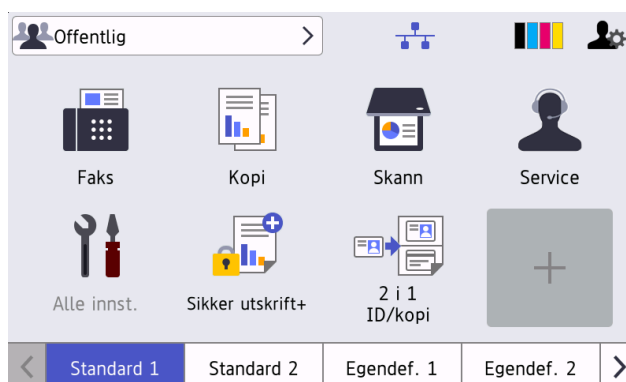 Offentlig
Faks
Kopi
Skann
Service
Alle innst.
Sikker utskrift+
2 i 1
ID/kopi
Standard 1
Standard 2
Egendef. 1
Egendef. 2